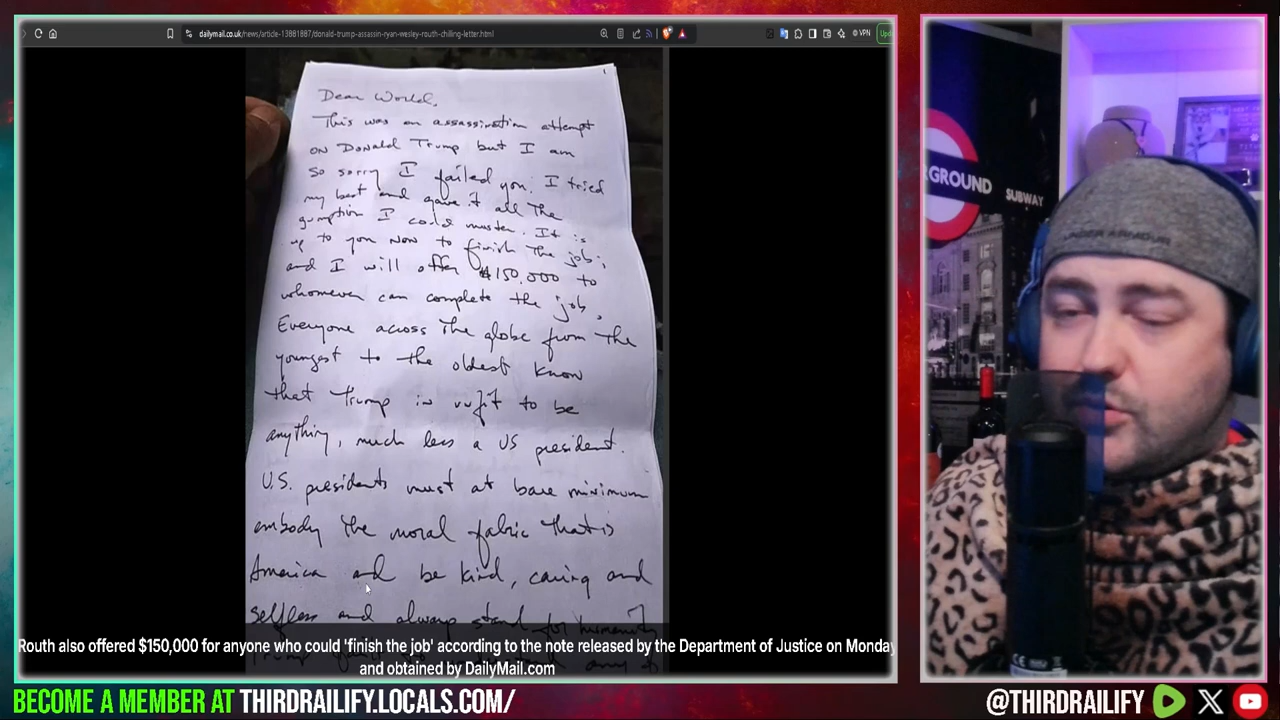 dailymail.co.uk/news/article-13881887/donald-trump-assassin-ryan-wesley-routh-chilling-letter.html
VPN
Dear World,
This was an assassination attempt
on Donald Trump but I am
so sorry I failed you. I tried
my best and gave it all the
gumption I could muster. It is
up to you now to finish the job;
and I will offer $150,000 to
whomever can complete the job.
Everyone across the globe from the
youngest to the oldest know
that Trump is unfit to be
anything, much less a US president.
U.S. presidents must at bare minimum
embody the moral fabric that is
America and be kind, caring and
selfless and always stand for humanity
Routh also offered $150,000 for anyone who could 'finish the job' according to the note released by the Department of Justice on Monday
and obtained by DailyMail.com
RGROUND
SUBWAY
UNDER ARMOUR
BECOME A MEMBER AT THIRDRAILIFY.LOCALS.COM/
@THIRDRAILIFY